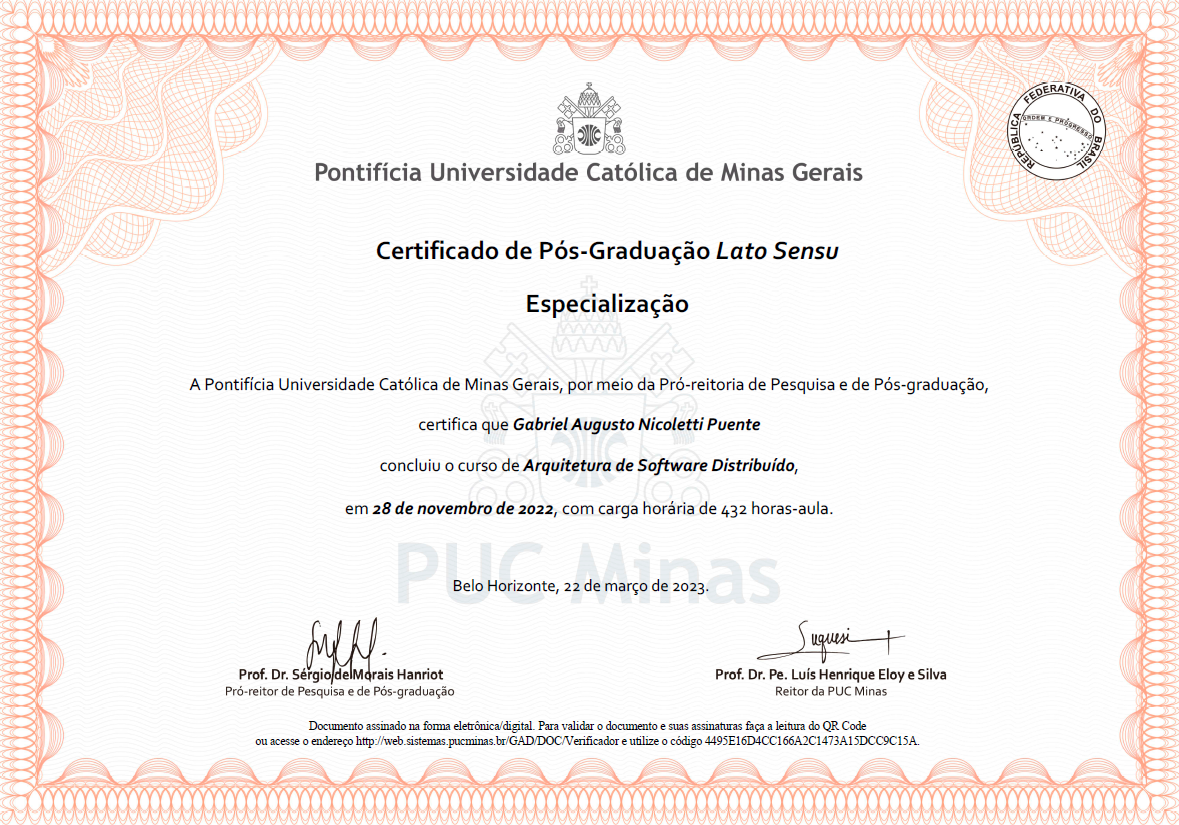 REPÚBLICA FEDERATIVA DO BRASIL
ORDEM E PROGRESSO
Pontifícia Universidade Católica de Minas Gerais
Certificado de Pós-Graduação Lato Sensu
Especialização
A Pontifícia Universidade Católica de Minas Gerais, por meio da Pró-reitoria de Pesquisa e de Pós-graduação,
certifica que Gabriel Augusto Nicoletti Puente
concluiu o curso de Arquitetura de Software Distribuído,
em 28 de novembro de 2022, com carga horária de 432 horas-aula.
PUC Minas
Belo Horizonte, 22 de março de 2023.
Prof. Dr. Sérgio de Morais Hanriot
Pró-reitor de Pesquisa e de Pós-graduação
Prof. Dr. Pe. Luís Henrique Eloy e Silva
Reitor da PUC Minas
Documento assinado na forma eletrônica/digital. Para validar o documento e suas assinaturas faça a leitura do QR Code
ou acesse o endereço http://web.sistemas.pucminas.br/GAD/DOC/Verificador e utilize o código 4495E16D4CC166A2C1473A15DCC9C15A.